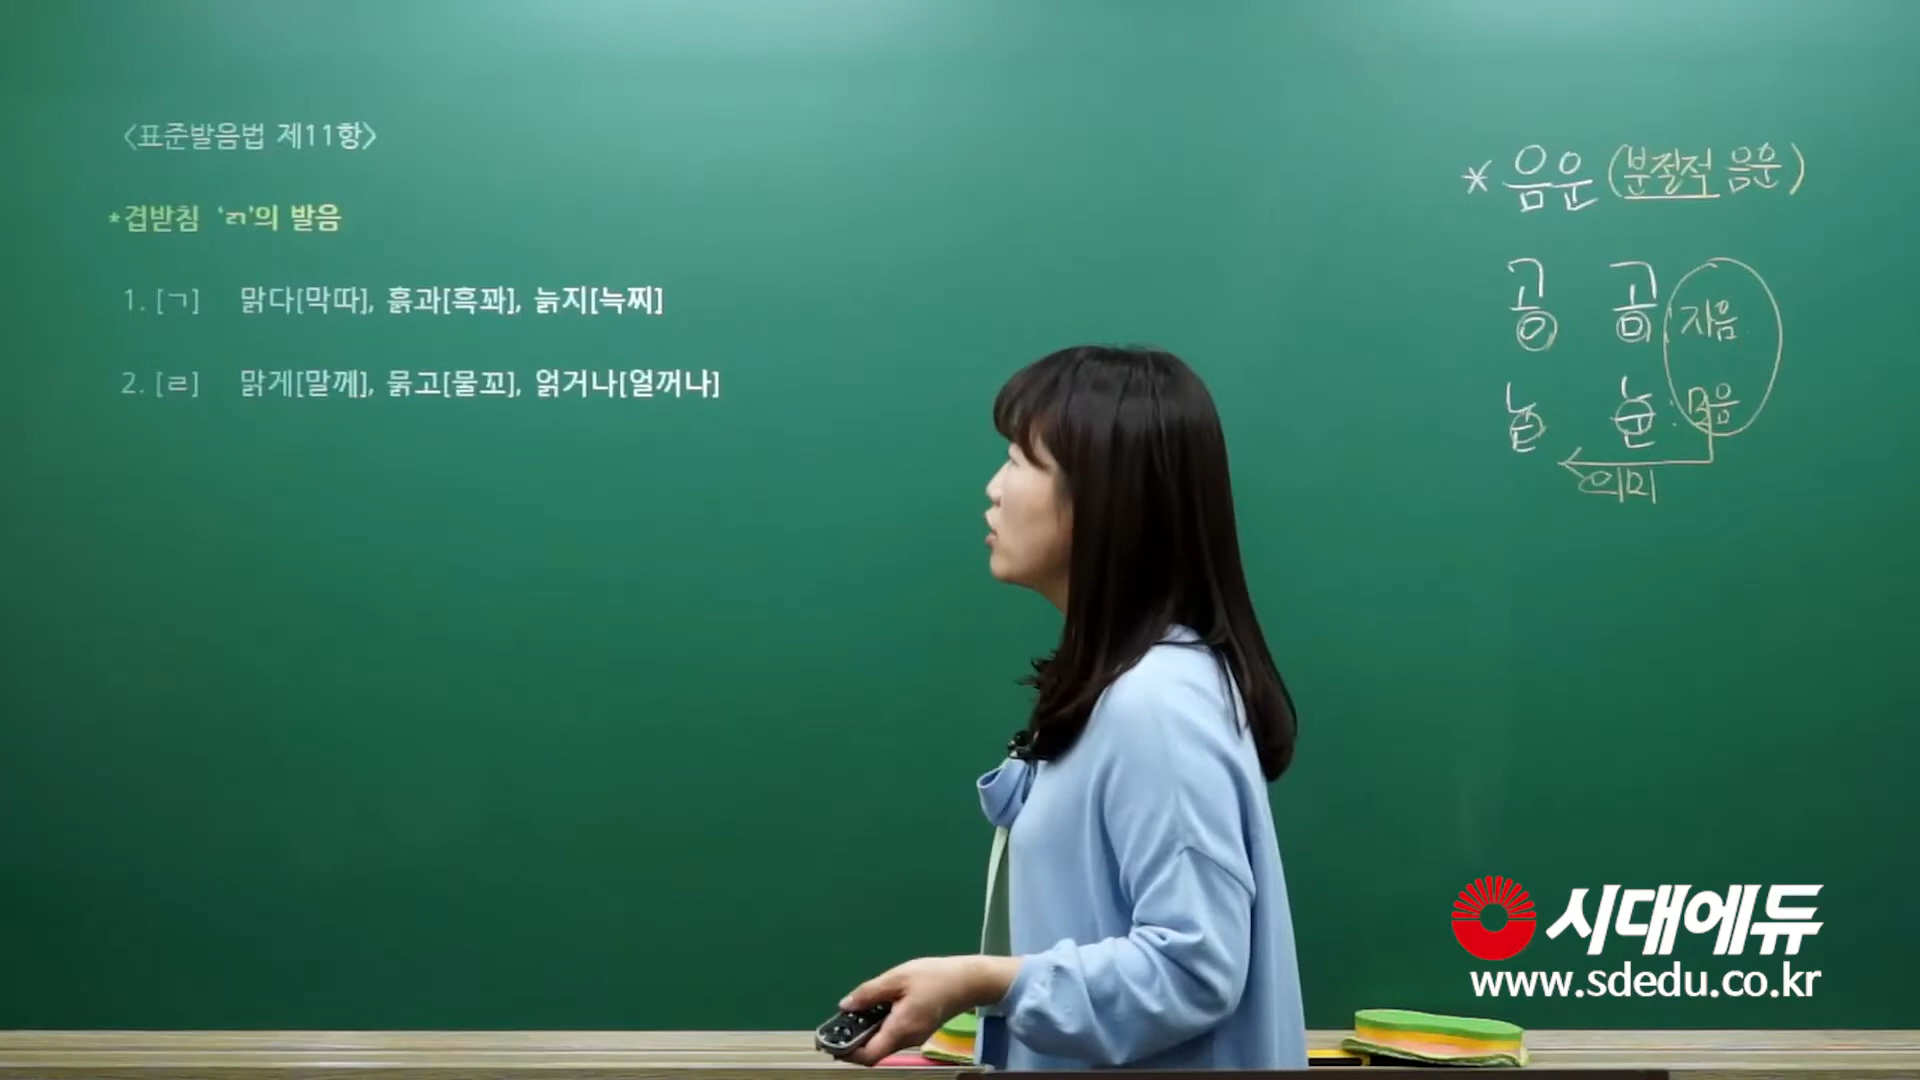 <표준발음법 제11항>
*겹받침 'ㄺ'의 발음
1. [ㄱ] 맑다[막따], 흙과[흑꽈], 늙지[늑찌]
2. [ㄹ] 맑게[말께], 묽고[물꼬], 얽거나[얼꺼나]
* 음운 (분절적 음운)
공 곰 자음
눈 : 모음
의미
시대에듀
www.sdedu.co.kr